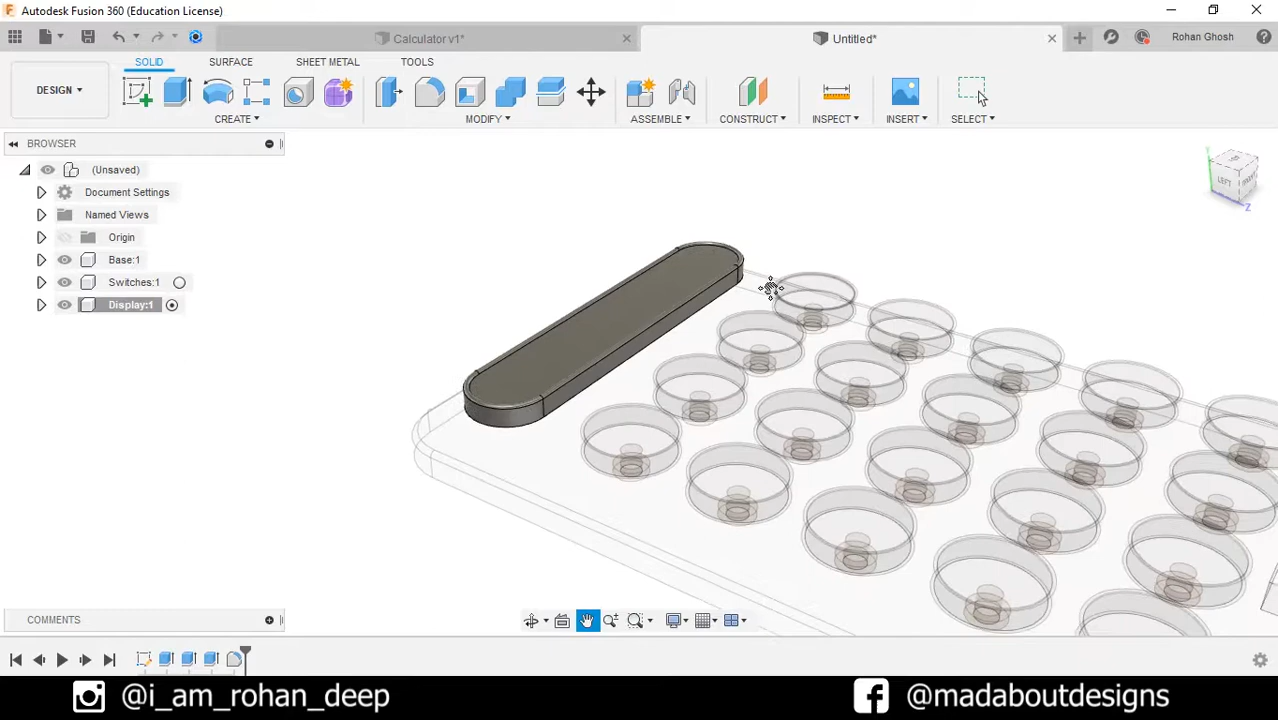 Autodesk Fusion 360 (Education License)
Calculator v1*
Untitled*
Rohan Ghosh
SOLID
SURFACE
SHEET METAL
TOOLS
DESIGN
CREATE
MODIFY
ASSEMBLE
CONSTRUCT
INSPECT
INSERT
SELECT
BROWSER
(Unsaved)
Document Settings
Named Views
Origin
Base:1
Switches:1
Display:1
LEFT
Y
Z
COMMENTS
@i_am_rohan_deep
@madaboutdesigns